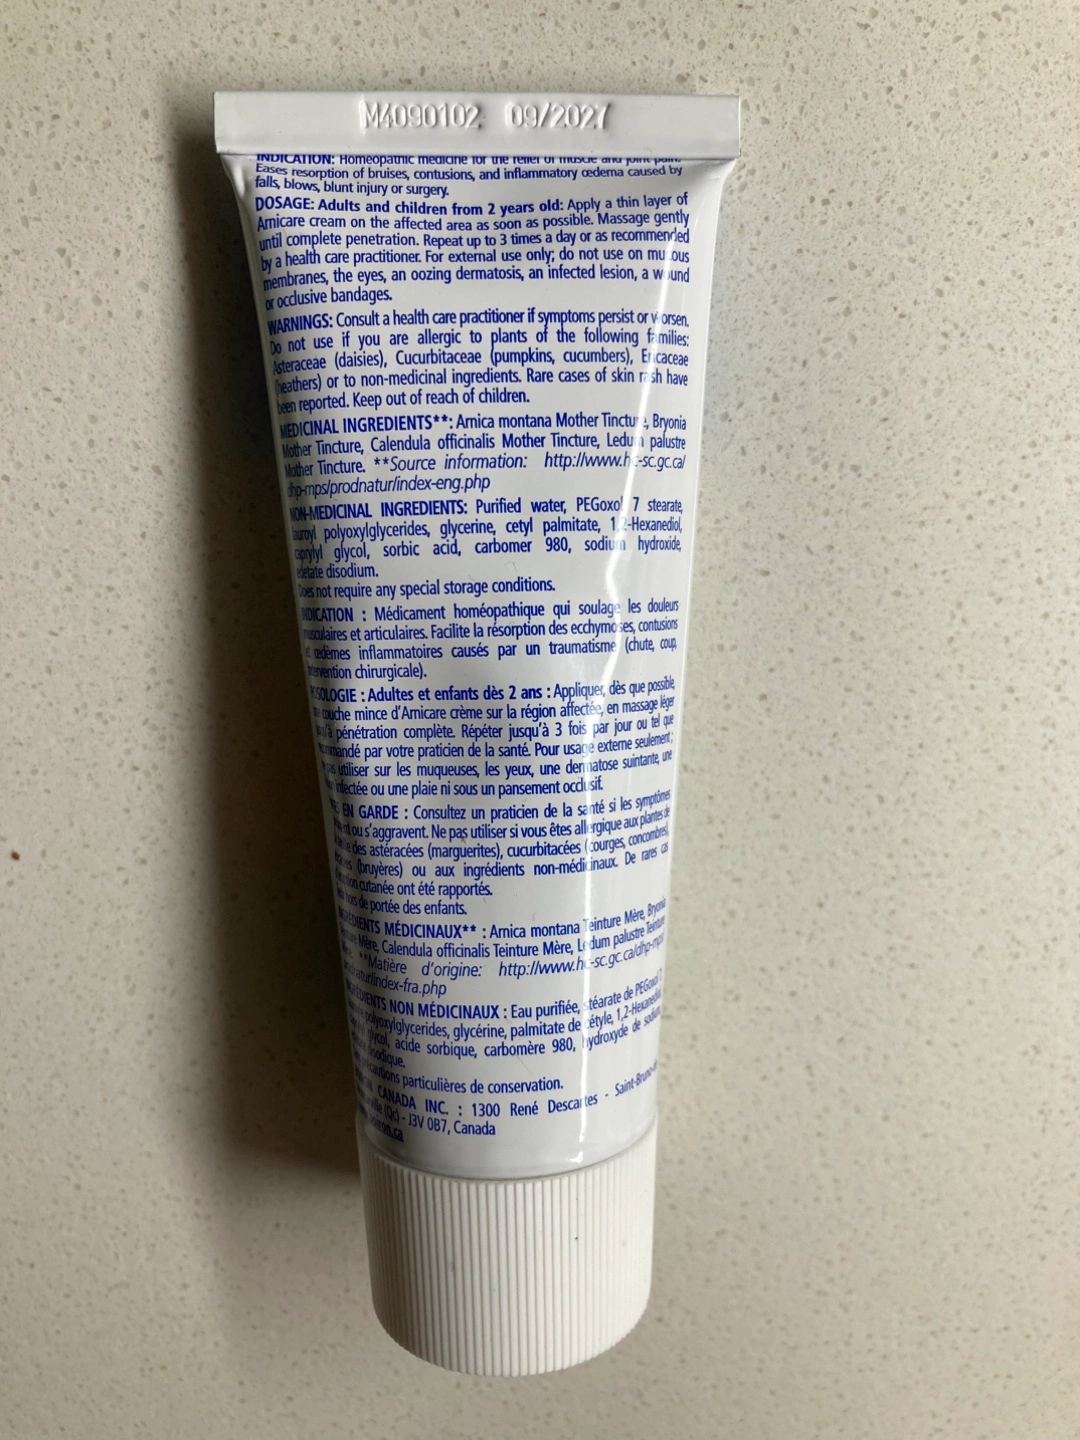 M4090102 09/2027
INDICATION: Homeopathic medicine for the relief of muscle and joint pain.
Eases resorption of bruises, contusions, and inflammatory œdema caused by
falls, blows, blunt injury or surgery.
DOSAGE: Adults and children from 2 years old: Apply a thin layer of
Arnicare cream on the affected area as soon as possible. Massage gently
until complete penetration. Repeat up to 3 times a day or as recommended
by a health care practitioner. For external use only; do not use on mucous
membranes, the eyes, an oozing dermatosis, an infected lesion, a wound
or occlusive bandages.
WARNINGS: Consult a health care practitioner if symptoms persist or worsen.
Do not use if you are allergic to plants of the following families:
Asteraceae (daisies), Cucurbitaceae (pumpkins, cucumbers), Ericaceae
(heathers) or to non-medicinal ingredients. Rare cases of skin rash have
been reported. Keep out of reach of children.
MEDICINAL INGREDIENTS**: Arnica montana Mother Tincture, Bryonia
Mother Tincture, Calendula officinalis Mother Tincture, Ledum palustre
Mother Tincture. **Source information: http://www.hc-sc.gc.ca/
dhp-mps/prodnatur/index-eng.php
NON-MEDICINAL INGREDIENTS: Purified water, PEGoxol 7 stearate,
lauroyl polyoxylglycerides, glycerine, cetyl palmitate, 1,2-Hexanediol,
caprylyl glycol, sorbic acid, carbomer 980, sodium hydroxide,
edetate disodium.
Does not require any special storage conditions.
INDICATION : Médicament homéopathique qui soulage les douleurs
musculaires et articulaires. Facilite la résorption des ecchymoses, contusions
et œdèmes inflammatoires causés par un traumatisme (chute, coup,
intervention chirurgicale).
POSOLOGIE : Adultes et enfants dès 2 ans : Appliquer, dès que possible,
une couche mince d'Arnicare crème sur la région affectée, en massage léger
jusqu'à pénétration complète. Répéter jusqu'à 3 fois par jour ou tel que
recommandé par votre praticien de la santé. Pour usage externe seulement;
ne pas utiliser sur les muqueuses, les yeux, une dermatose suintante, une
infectée ou une plaie ni sous un pansement occlusif.
EN GARDE : Consultez un praticien de la santé si les symptômes
ou s'aggravent. Ne pas utiliser si vous êtes allergique aux plantes de
des astéracées (marguerites), cucurbitacées (courges, concombres),
(bruyères) ou aux ingrédients non-médicinaux. De rares cas
cutanée ont été rapportés.
hors de portée des enfants.
INGRÉDIENTS MÉDICINAUX** : Arnica montana Teinture Mère, Bryonia
Teinture Mère, Calendula officinalis Teinture Mère, Ledum palustre Teinture
**Matière d'origine: http://www.hc-sc.gc.ca/dhp-mps/
prodnatur/index-fra.php
INGRÉDIENTS NON MÉDICINAUX : Eau purifiée, stéarate de PEGoxol 7,
polyoxylglycerides, glycérine, palmitate de cétyle, 1,2-Hexanediol,
glycol, acide sorbique, carbomère 980, hydroxyde de sodium,
disodique.
précautions particulières de conservation.
CANADA INC. : 1300 René Descartes - Saint-Bruno-de-
(Qc) - J3V 0B7, Canada